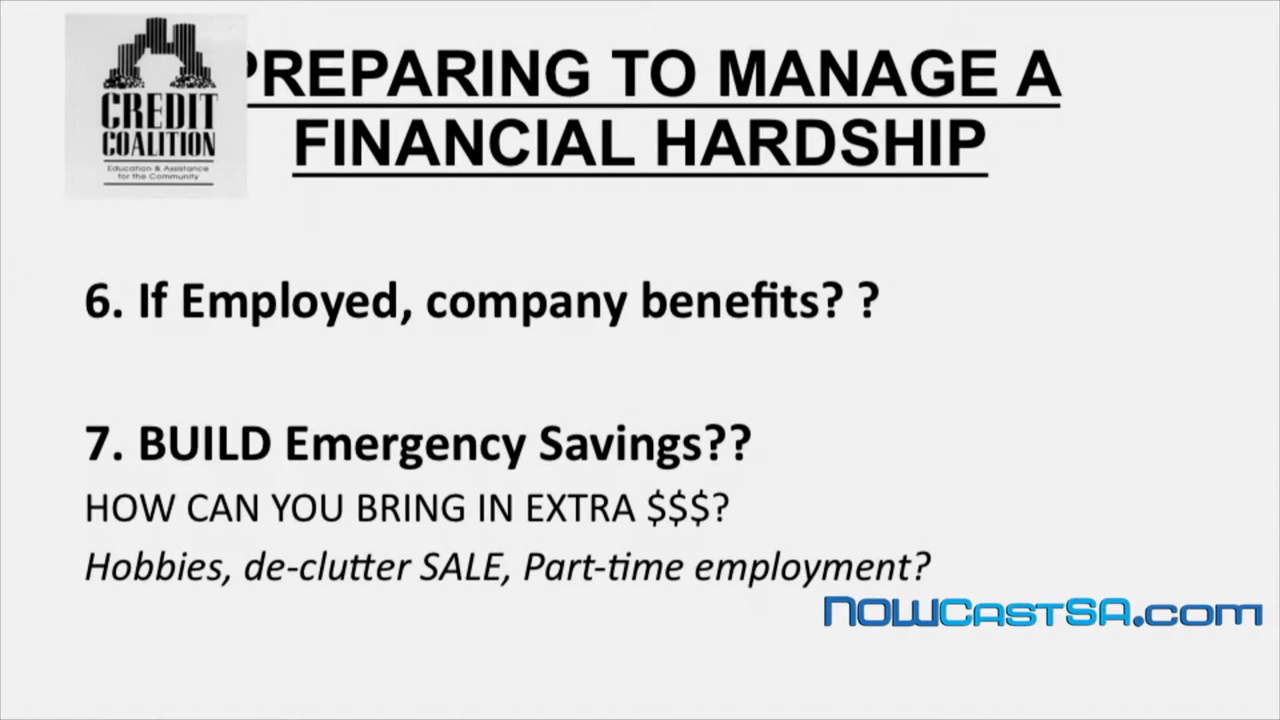 PREPARING TO MANAGE A
FINANCIAL HARDSHIP
CREDIT
COALITION
Education & Assistance
for the Community
6. If Employed, company benefits? ?
7. BUILD Emergency Savings??
HOW CAN YOU BRING IN EXTRA $$$?
Hobbies, de-clutter SALE, Part-time employment?
NOWCASTSA.com